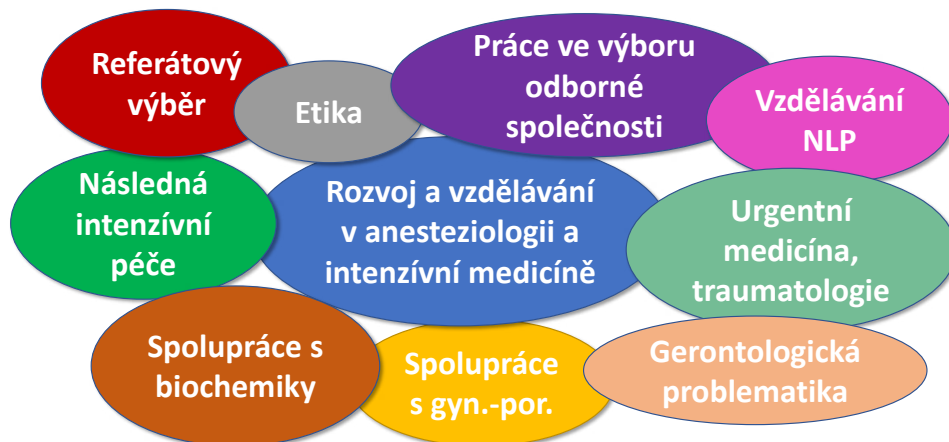 Referátový
výběr
Etika
Práce ve výboru
odborné
společnosti
Vzdělávání
NLP
Následná
intenzívní
péče
Rozvoj a vzdělávání
v anesteziologii a
intenzívní medicíně
Urgentní
medicína,
traumatologie
Spolupráce s
biochemiky
Spolupráce
s gyn.-por.
Gerontologická
problematika